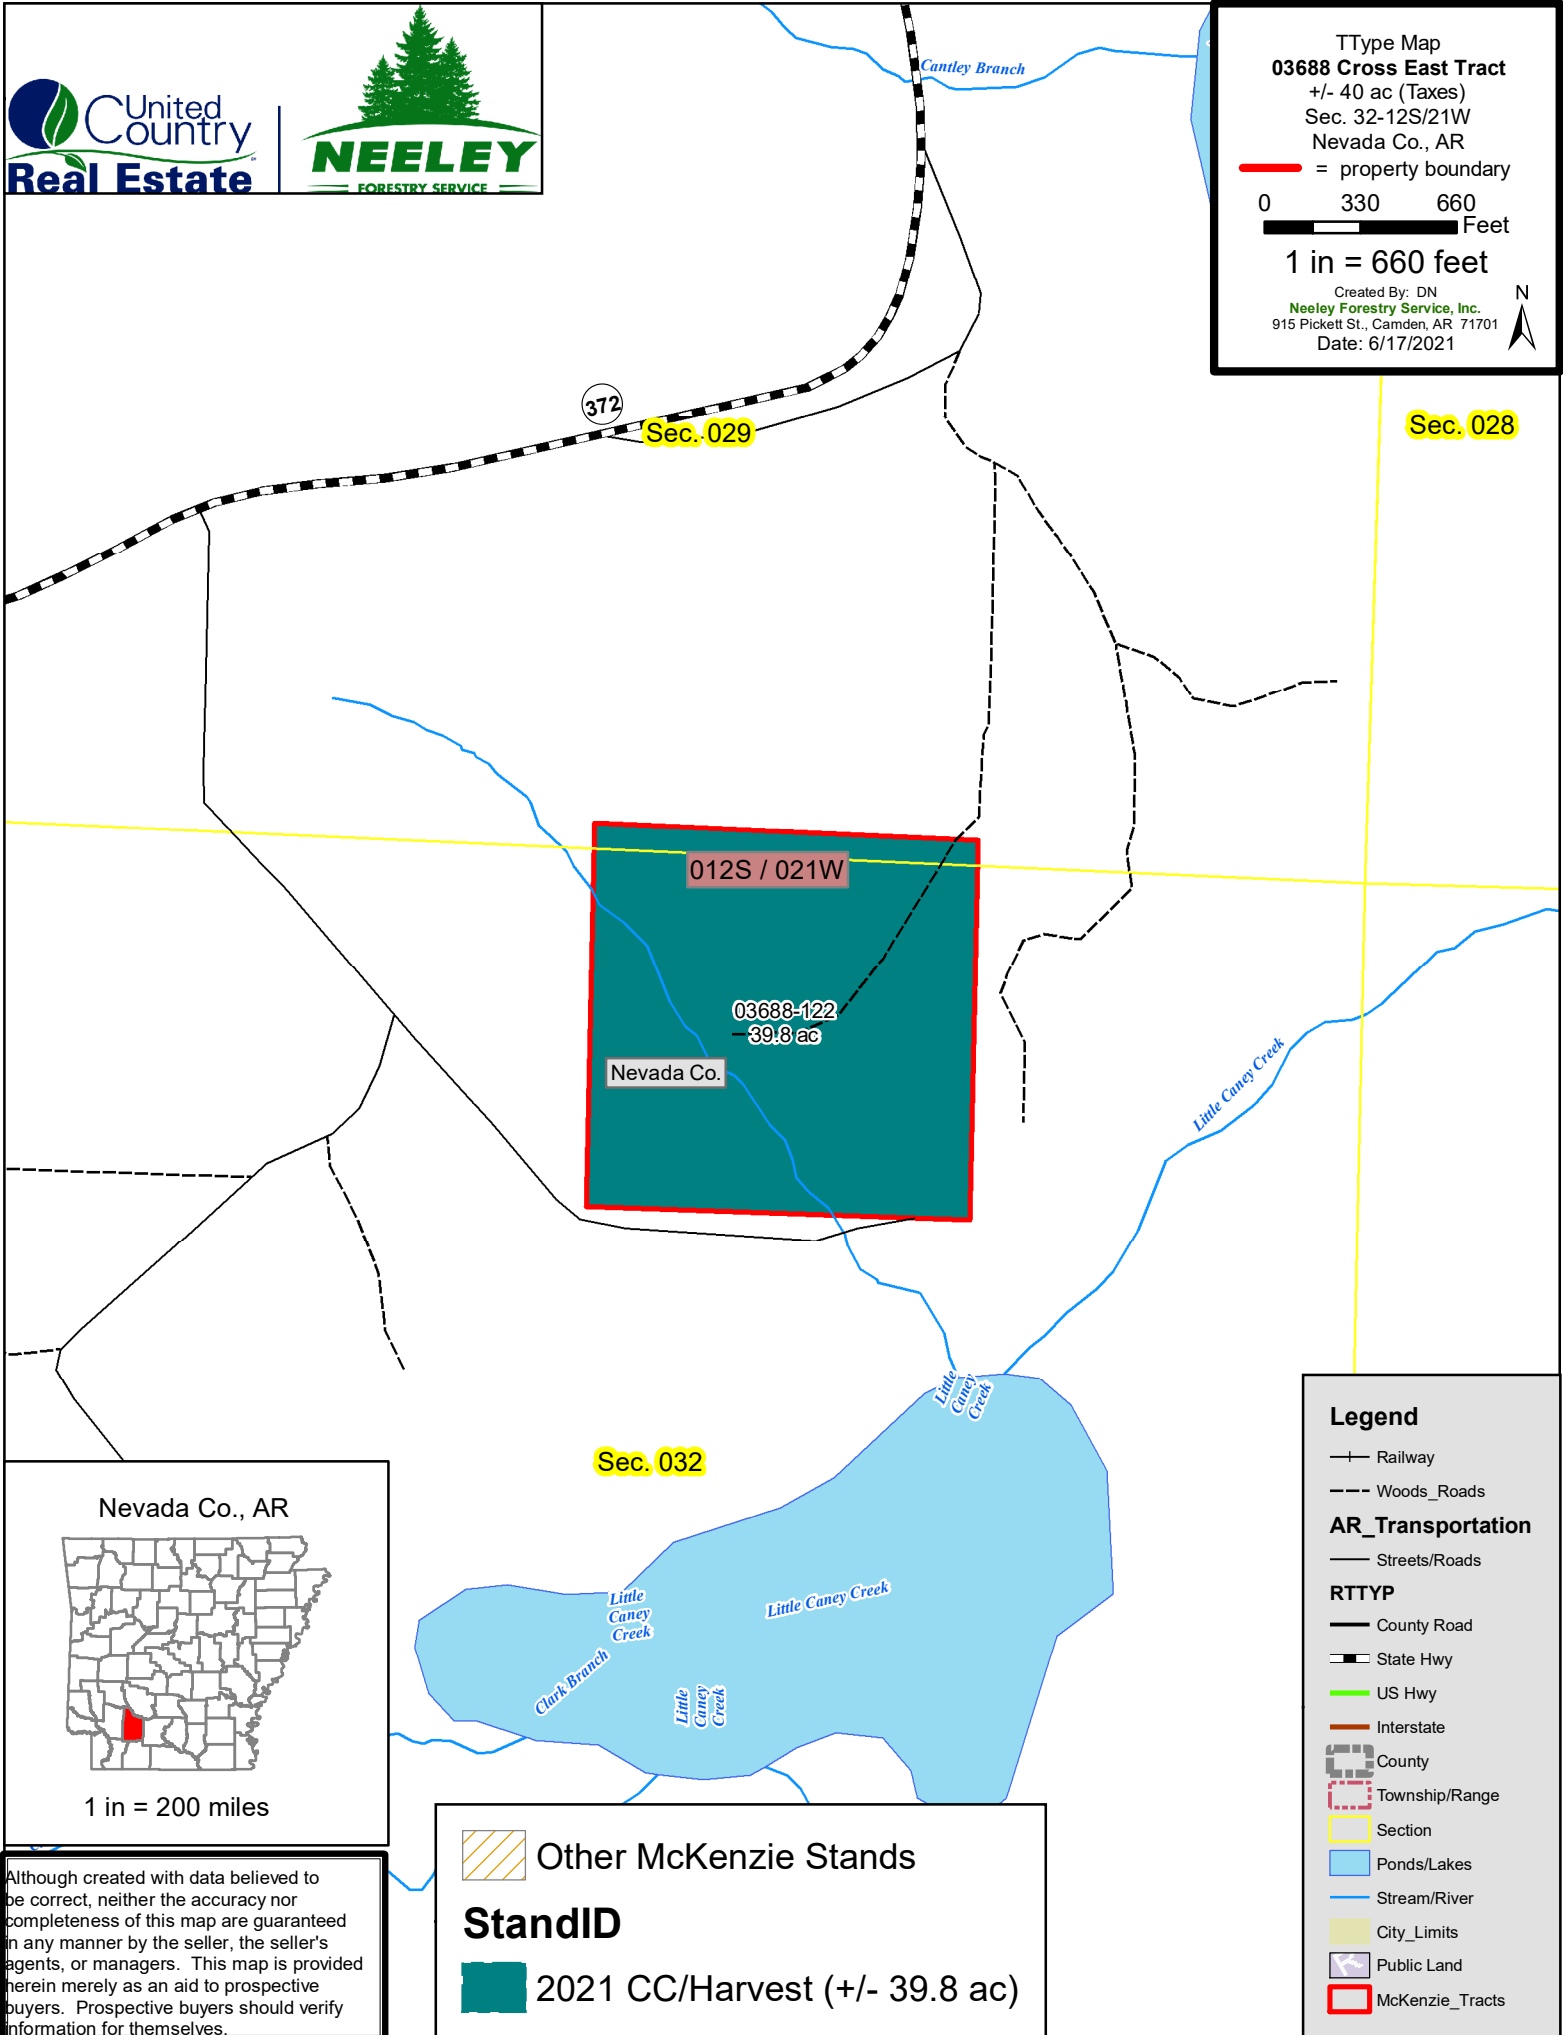 United
Country
Real Estate
NEELEY
FORESTRY SERVICE
TType Map
03688 Cross East Tract
+/- 40 ac (Taxes)
Sec. 32-12S/21W
Nevada Co., AR
= property boundary
0 330 660
Feet
1 in = 660 feet
Created By: DN
Neeley Forestry Service, Inc.
915 Pickett St., Camden, AR 71701
Date: 6/17/2021
N
Cantley Branch
372
Sec. 029
Sec. 028
012S / 021W
03688-122
39.8 ac
Nevada Co.
Little Caney Creek
Little
Caney
Creek
Sec. 032
Little
Caney
Creek
Little Caney Creek
Clark Branch
Little
Caney
Creek
Nevada Co., AR
1 in = 200 miles
Although created with data believed to
be correct, neither the accuracy nor
completeness of this map are guaranteed
in any manner by the seller, the seller's
agents, or managers. This map is provided
herein merely as an aid to prospective
buyers. Prospective buyers should verify
information for themselves.
Other McKenzie Stands
StandID
2021 CC/Harvest (+/- 39.8 ac)
Legend
Railway
Woods_Roads
AR_Transportation
Streets/Roads
RTTYP
County Road
State Hwy
US Hwy
Interstate
County
Township/Range
Section
Ponds/Lakes
Stream/River
City_Limits
Public Land
McKenzie_Tracts